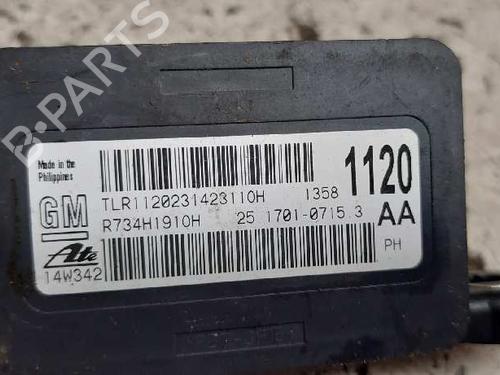 B-PARTS
Made in the
Philippines
GM
Ate
14W342
TLR1120231423110H 1358
R734H1910H 25 1701-0715.3
1120
AA
PH